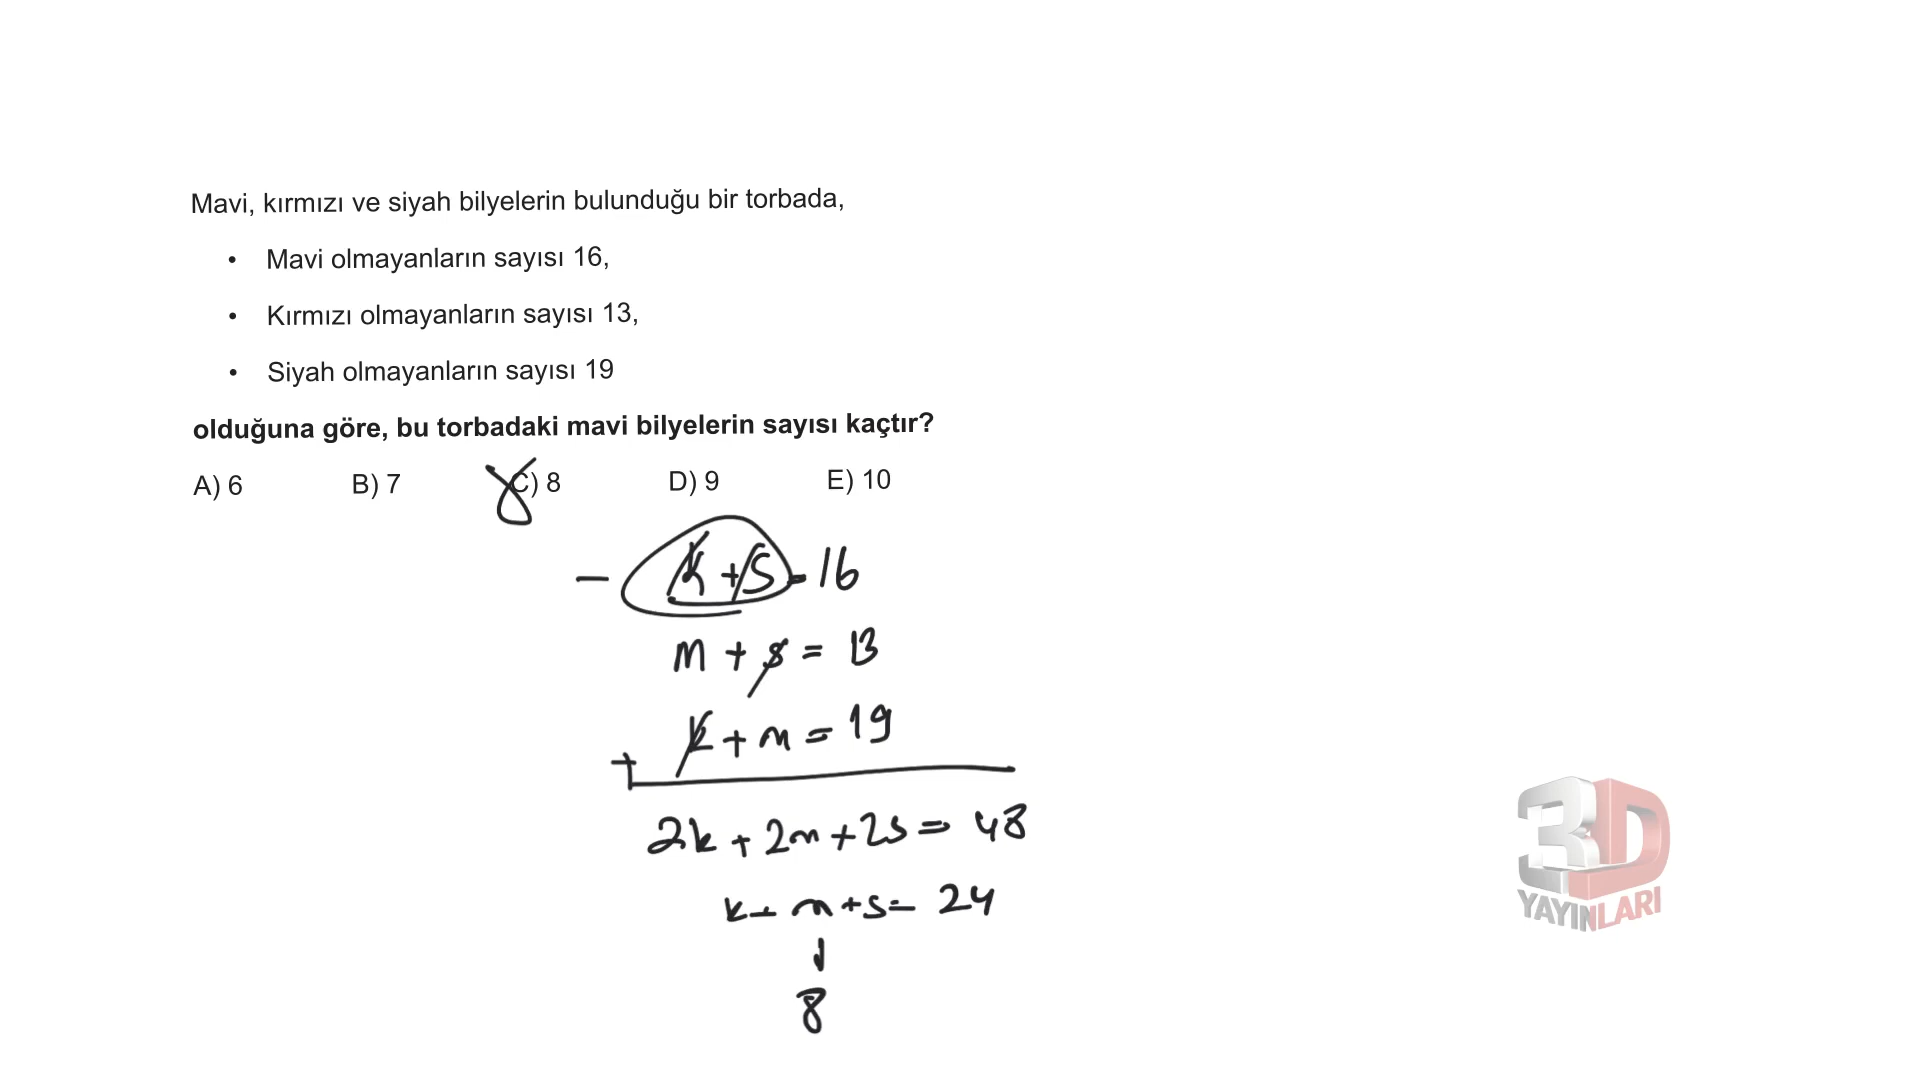 Mavi, kırmızı ve siyah bilyelerin bulunduğu bir torbada,
• Mavi olmayanların sayısı 16,
• Kırmızı olmayanların sayısı 13,
• Siyah olmayanların sayısı 19
olduğuna göre, bu torbadaki mavi bilyelerin sayısı kaçtır?
A) 6 B) 7 C) 8 D) 9 E) 10
- k + s = 16
m + s = 13
k + m = 19
+
2k + 2m + 2s = 48
k + m + s = 24
8
3D
YAYINLARI